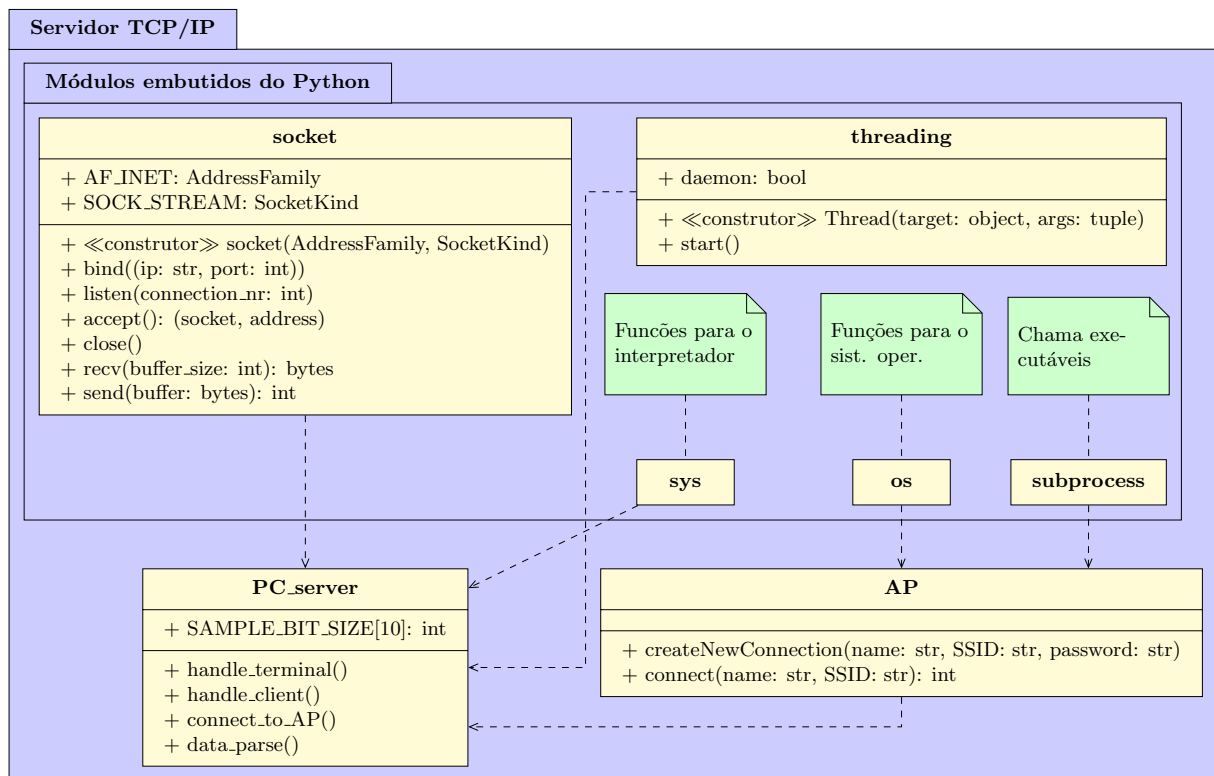 Servidor TCP/IP
Módulos embutidos do Python
socket
+ AF_INET: AddressFamily
+ SOCK_STREAM: SocketKind
+ ≪construtor≫ socket(AddressFamily, SocketKind)
+ bind((ip: str, port: int))
+ listen(connection_nr: int)
+ accept(): (socket, address)
+ close()
+ recv(buffer_size: int): bytes
+ send(buffer: bytes): int
threading
+ daemon: bool
+ ≪construtor≫ Thread(target: object, args: tuple)
+ start()
Funcões para o
interpretador
Funções para o
sist. oper.
Chama exe-
cutáveis
sys
os
subprocess
PC_server
+ SAMPLE_BIT_SIZE[10]: int
+ handle_terminal()
+ handle_client()
+ connect_to_AP()
+ data_parse()
AP
+ createNewConnection(name: str, SSID: str, password: str)
+ connect(name: str, SSID: str): int